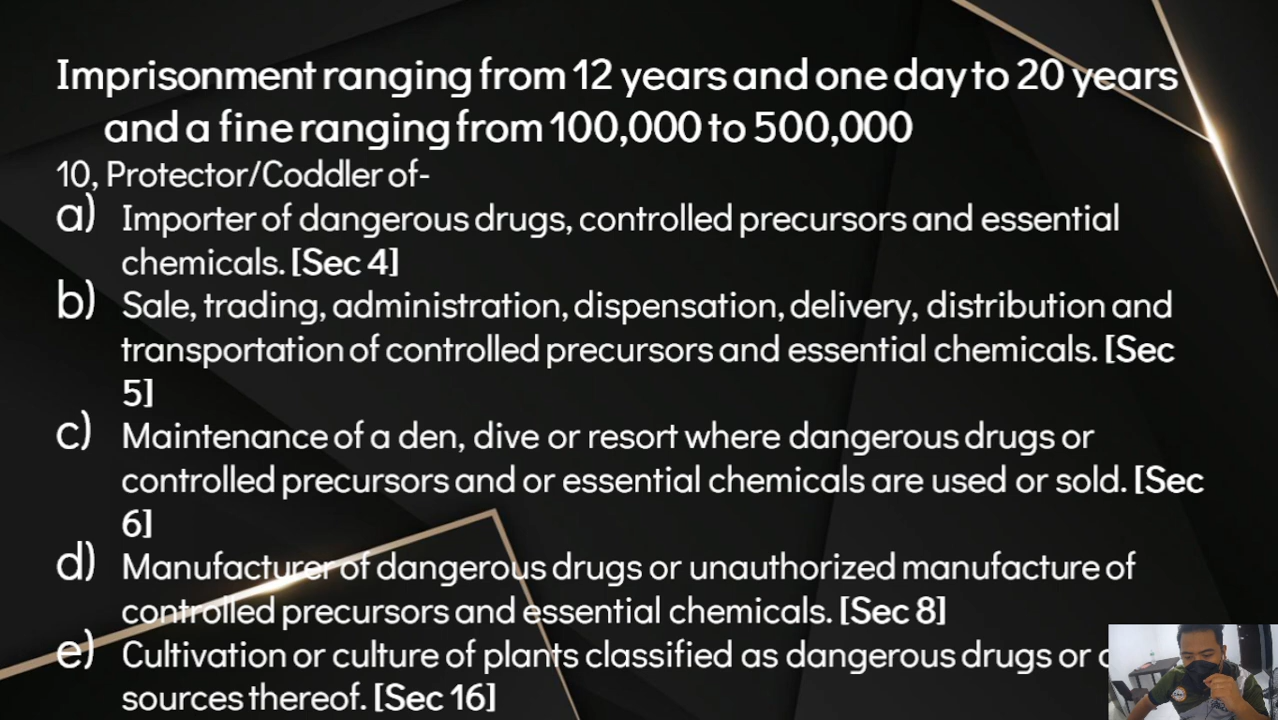 Imprisonment ranging from 12 years and one day to 20 years
and a fine ranging from 100,000 to 500,000
10, Protector/Coddler of-
a) Importer of dangerous drugs, controlled precursors and essential
chemicals. [Sec 4]
b) Sale, trading, administration, dispensation, delivery, distribution and
transportation of controlled precursors and essential chemicals. [Sec
5]
c) Maintenance of a den, dive or resort where dangerous drugs or
controlled precursors and or essential chemicals are used or sold. [Sec
6]
d) Manufacturer of dangerous drugs or unauthorized manufacture of
controlled precursors and essential chemicals. [Sec 8]
e) Cultivation or culture of plants classified as dangerous drugs or
sources thereof. [Sec 16]